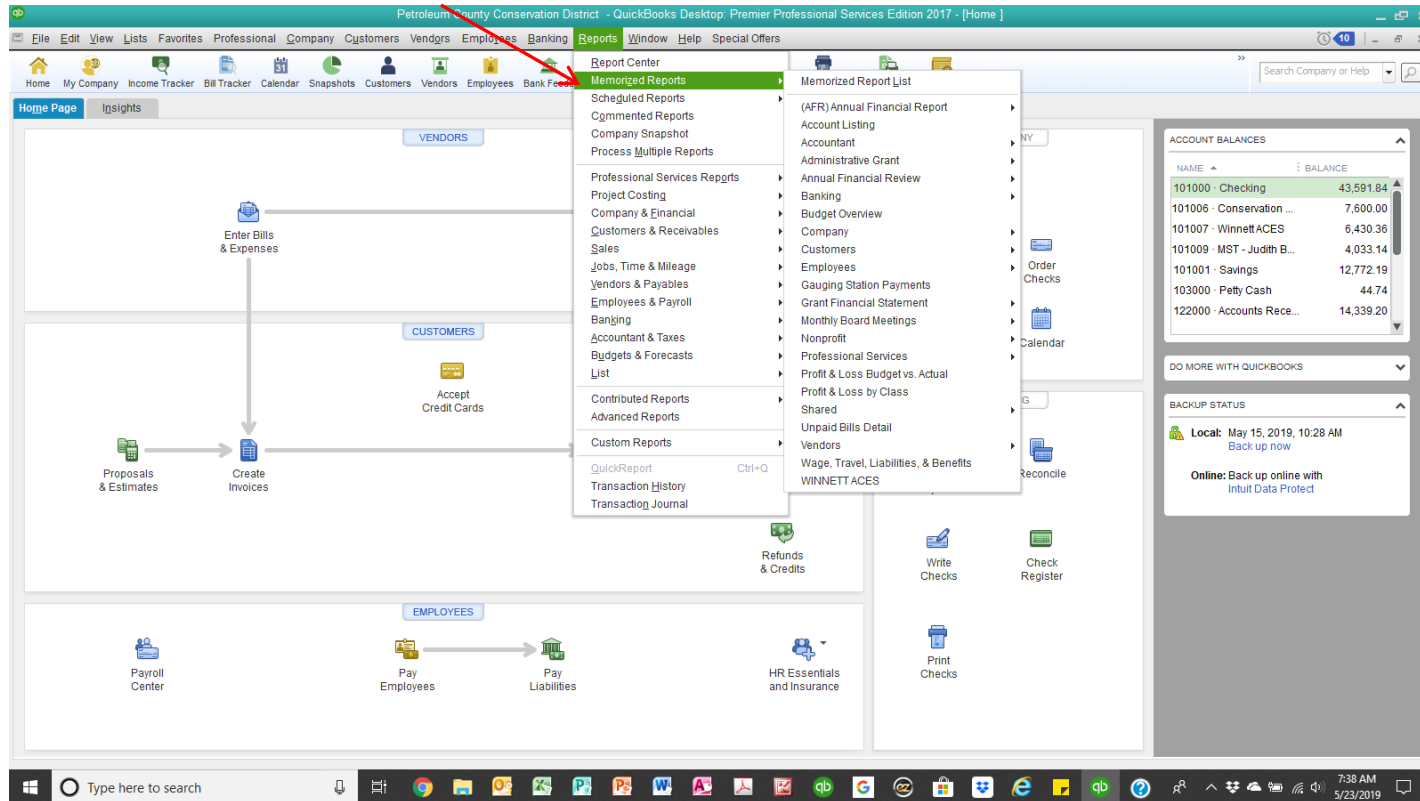 Petroleum County Conservation District - QuickBooks Desktop: Premier Professional Services Edition 2017 - [Home ]
File Edit View Lists Favorites Professional Company Customers Vendors Employees Banking Reports Window Help Special Offers
10
Home My Company Income Tracker Bill Tracker Calendar Snapshots Customers Vendors Employees Bank Feeds
Search Company or Help
Home Page Insights
Report Center
Memorized Reports
Scheduled Reports
Commented Reports
Company Snapshot
Process Multiple Reports
Professional Services Reports
Project Costing
Company & Financial
Customers & Receivables
Sales
Jobs, Time & Mileage
Vendors & Payables
Employees & Payroll
Banking
Accountant & Taxes
Budgets & Forecasts
List
Contributed Reports
Advanced Reports
Custom Reports
QuickReport Ctrl+Q
Transaction History
Transaction Journal
Memorized Report List
(AFR) Annual Financial Report
Account Listing
Accountant
Administrative Grant
Annual Financial Review
Banking
Budget Overview
Company
Customers
Employees
Gauging Station Payments
Grant Financial Statement
Monthly Board Meetings
Nonprofit
Professional Services
Profit & Loss Budget vs. Actual
Profit & Loss by Class
Shared
Unpaid Bills Detail
Vendors
Wage, Travel, Liabilities, & Benefits
WINNETT ACES
VENDORS
Enter Bills
& Expenses
CUSTOMERS
Accept
Credit Cards
Proposals
& Estimates
Create
Invoices
Refunds
& Credits
EMPLOYEES
Payroll
Center
Pay
Employees
Pay
Liabilities
HR Essentials
and Insurance
NY
Order
Checks
Calendar
G
Reconcile
Write
Checks
Check
Register
Print
Checks
ACCOUNT BALANCES
NAME BALANCE
101000 · Checking 43,591.84
101006 · Conservation ... 7,600.00
101007 · Winnett ACES 6,430.36
101009 · MST - Judith B... 4,033.14
101001 · Savings 12,772.19
103000 · Petty Cash 44.74
122000 · Accounts Rece... 14,339.20
DO MORE WITH QUICKBOOKS
BACKUP STATUS
Local: May 15, 2019, 10:28 AM
Back up now
Online: Back up online with
Intuit Data Protect
Type here to search
7:38 AM
5/23/2019